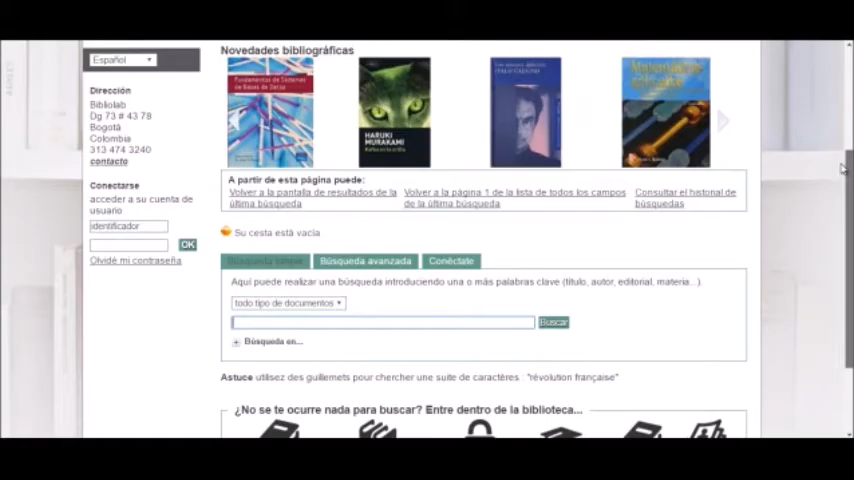 Español
Dirección
Bibliolab
Dg 73 # 43 78
Bogotá
Colombia
313 474 3240
contacto
Conectarse
acceder a su cuenta de
usuario
identificador
OK
Olvidé mi contraseña
Novedades bibliográficas
Fundamentos de Sistemas
de Bases de Datos
HARUKI
MURAKAMI
Kafka en la orilla
ITALO CALVINO
Matemáticas
aplicadas
A partir de esta página puede:
Volver a la pantalla de resultados de la
última búsqueda
Volver a la página 1 de la lista de todos los campos
de la última búsqueda
Consultar el historial de
búsquedas
Su cesta está vacía
Búsqueda simple
Búsqueda avanzada
Conéctate
Aquí puede realizar una búsqueda introduciendo una o más palabras clave (título, autor, editorial, materia...).
todo tipo de documentos
Buscar
Búsqueda en...
Astuce utilisez des guillemets pour chercher une suite de caractères : "révolution française"
¿No se te ocurre nada para buscar? Entre dentro de la biblioteca...